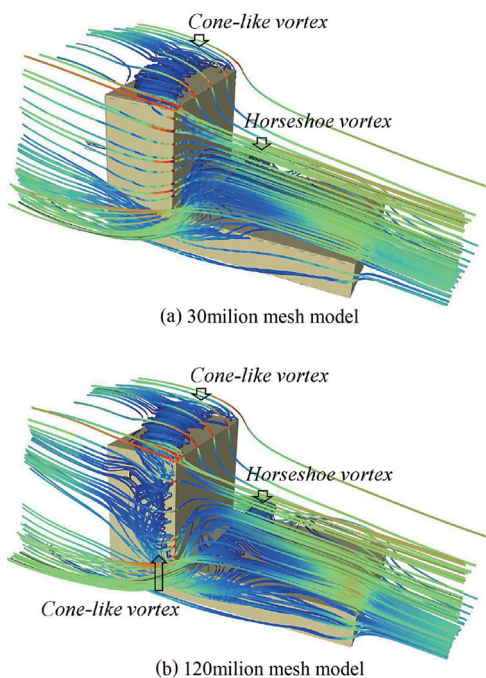 Cone-like vortex
Horseshoe vortex
(a) 30milion mesh model
Cone-like vortex
Horseshoe vortex
Cone-like vortex
(b) 120milion mesh model